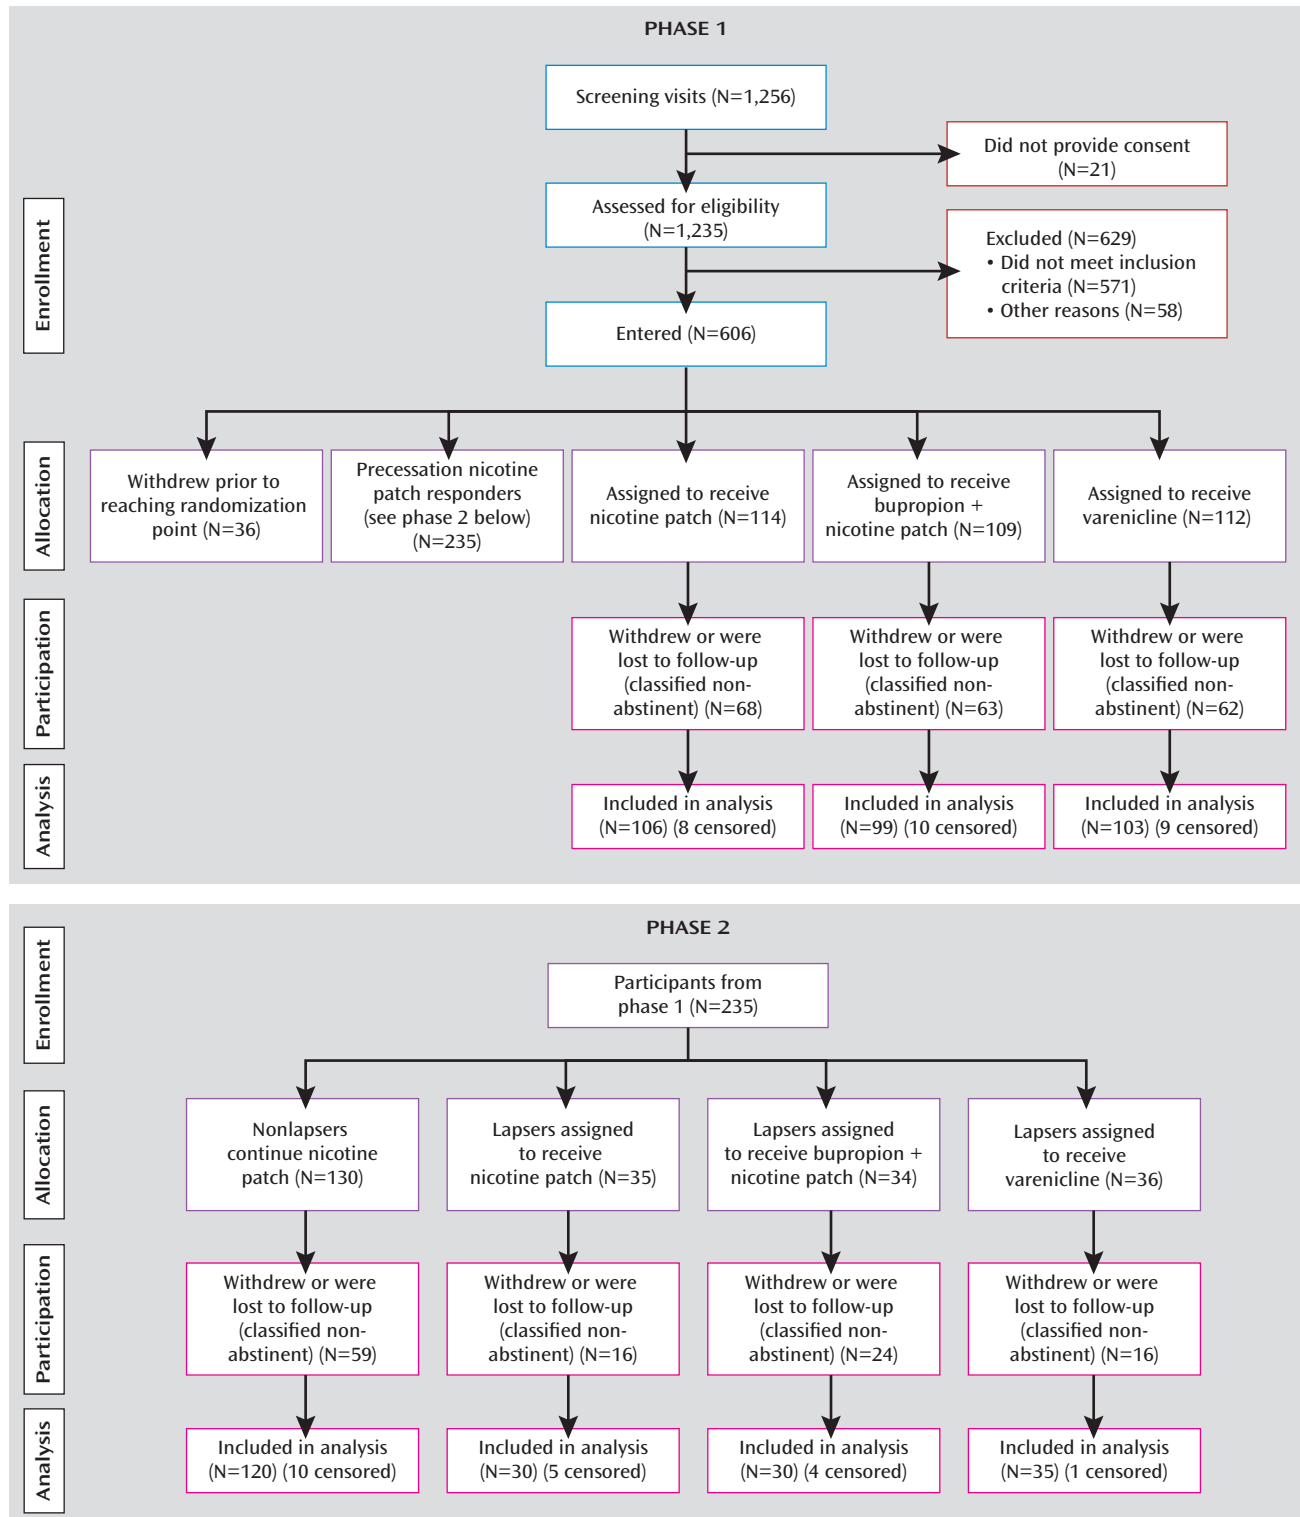 PHASE 1
Screening visits (N=1,256)
Did not provide consent
(N=21)
Enrollment
Assessed for eligibility
(N=1,235)
Excluded (N=629)
• Did not meet inclusion
criteria (N=571)
• Other reasons (N=58)
Entered (N=606)
Allocation
Withdrew prior to
reaching randomization
point (N=36)
Precessation nicotine
patch responders
(see phase 2 below)
(N=235)
Assigned to receive
nicotine patch (N=114)
Assigned to receive
bupropion +
nicotine patch (N=109)
Assigned to receive
varenicline (N=112)
Participation
Withdrew or were
lost to follow-up
(classified non-
abstinent) (N=68)
Withdrew or were
lost to follow-up
(classified non-
abstinent) (N=63)
Withdrew or were
lost to follow-up
(classified non-
abstinent) (N=62)
Analysis
Included in analysis
(N=106) (8 censored)
Included in analysis
(N=99) (10 censored)
Included in analysis
(N=103) (9 censored)
PHASE 2
Enrollment
Participants from
phase 1 (N=235)
Allocation
Nonlapsers
continue nicotine
patch (N=130)
Lapsers assigned
to receive
nicotine patch (N=35)
Lapsers assigned
to receive bupropion +
nicotine patch (N=34)
Lapsers assigned
to receive
varenicline (N=36)
Participation
Withdrew or were
lost to follow-up
(classified non-
abstinent) (N=59)
Withdrew or were
lost to follow-up
(classified non-
abstinent) (N=16)
Withdrew or were
lost to follow-up
(classified non-
abstinent) (N=24)
Withdrew or were
lost to follow-up
(classified non-
abstinent) (N=16)
Analysis
Included in analysis
(N=120) (10 censored)
Included in analysis
(N=30) (5 censored)
Included in analysis
(N=30) (4 censored)
Included in analysis
(N=35) (1 censored)